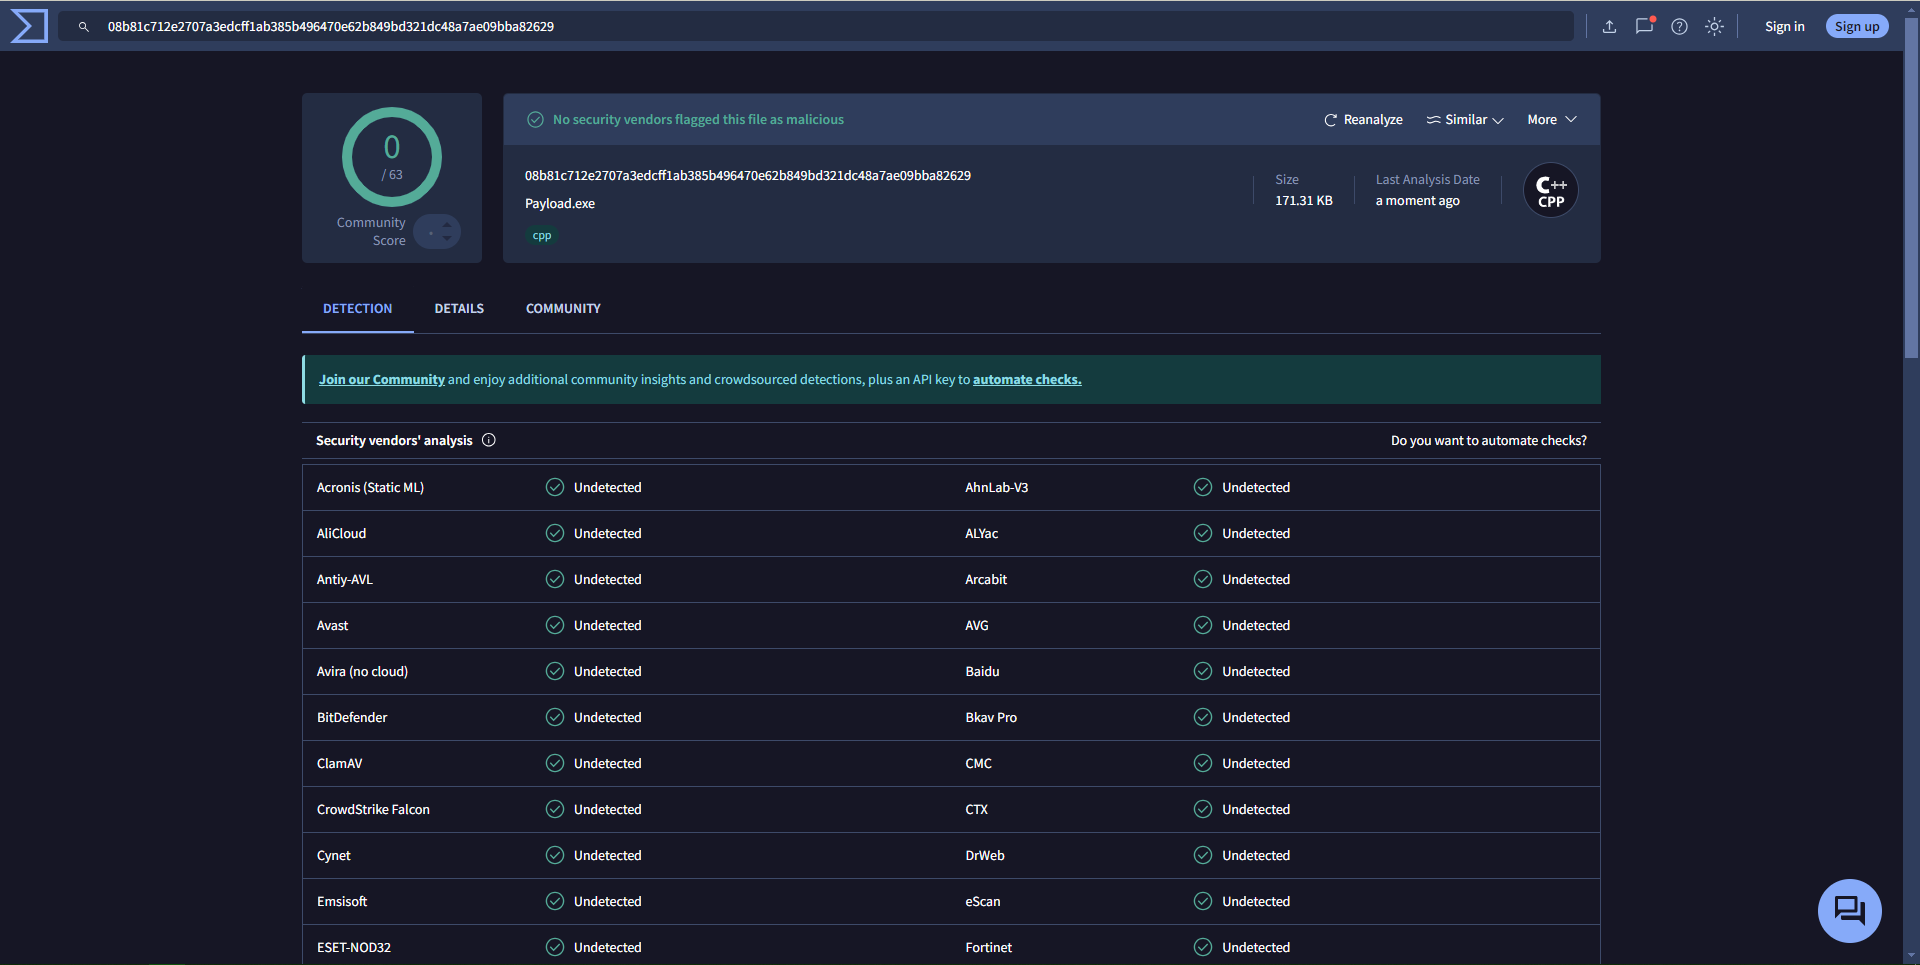 08b81c712e2707a3edcff1ab385b496470e62b849bd321dc48a7ae09bba82629
Sign in
Sign up
0
/ 63
Community
Score
No security vendors flagged this file as malicious
Reanalyze
Similar
More
08b81c712e2707a3edcff1ab385b496470e62b849bd321dc48a7ae09bba82629
Payload.exe
cpp
Size
171.31 KB
Last Analysis Date
a moment ago
C++
CPP
DETECTION
DETAILS
COMMUNITY
Join our Community and enjoy additional community insights and crowdsourced detections, plus an API key to automate checks.
Security vendors' analysis
Do you want to automate checks?
Acronis (Static ML) Undetected AhnLab-V3 Undetected
AliCloud Undetected ALYac Undetected
Antiy-AVL Undetected Arcabit Undetected
Avast Undetected AVG Undetected
Avira (no cloud) Undetected Baidu Undetected
BitDefender Undetected Bkav Pro Undetected
ClamAV Undetected CMC Undetected
CrowdStrike Falcon Undetected CTX Undetected
Cynet Undetected DrWeb Undetected
Emsisoft Undetected eScan Undetected
ESET-NOD32 Undetected Fortinet Undetected